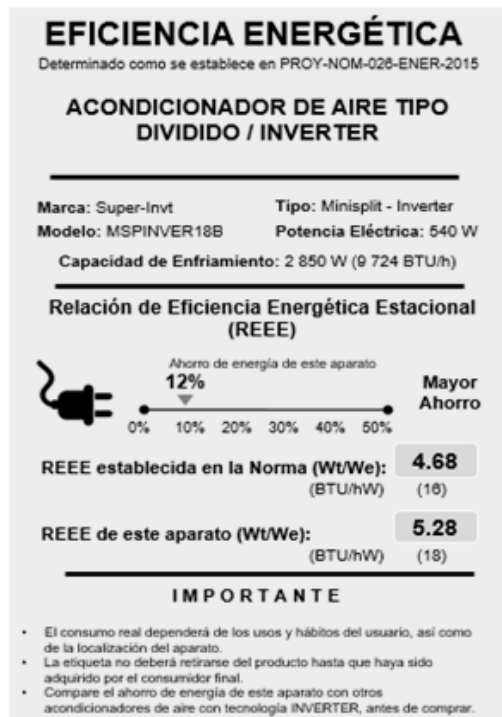 EFICIENCIA ENERGÉTICA
Determinado como se establece en PROY-NOM-026-ENER-2015
ACONDICIONADOR DE AIRE TIPO
DIVIDIDO / INVERTER
Marca: Super-Invt Tipo: Minisplit - Inverter
Modelo: MSPINVER18B Potencia Eléctrica: 540 W
Capacidad de Enfriamiento: 2 850 W (9 724 BTU/h)
Relación de Eficiencia Energética Estacional
(REEE)
Ahorro de energía de este aparato
12%
Mayor
Ahorro
0% 10% 20% 30% 40% 50%
REEE establecida en la Norma (Wt/We): 4.68
(BTU/hW) (16)
REEE de este aparato (Wt/We): 5.28
(BTU/hW) (18)
IMPORTANTE
• El consumo real dependerá de los usos y hábitos del usuario, así como
de la localización del aparato.
• La etiqueta no deberá retirarse del producto hasta que haya sido
adquirido por el consumidor final.
• Compare el ahorro de energía de este aparato con otros
acondicionadores de aire con tecnología INVERTER, antes de comprar.